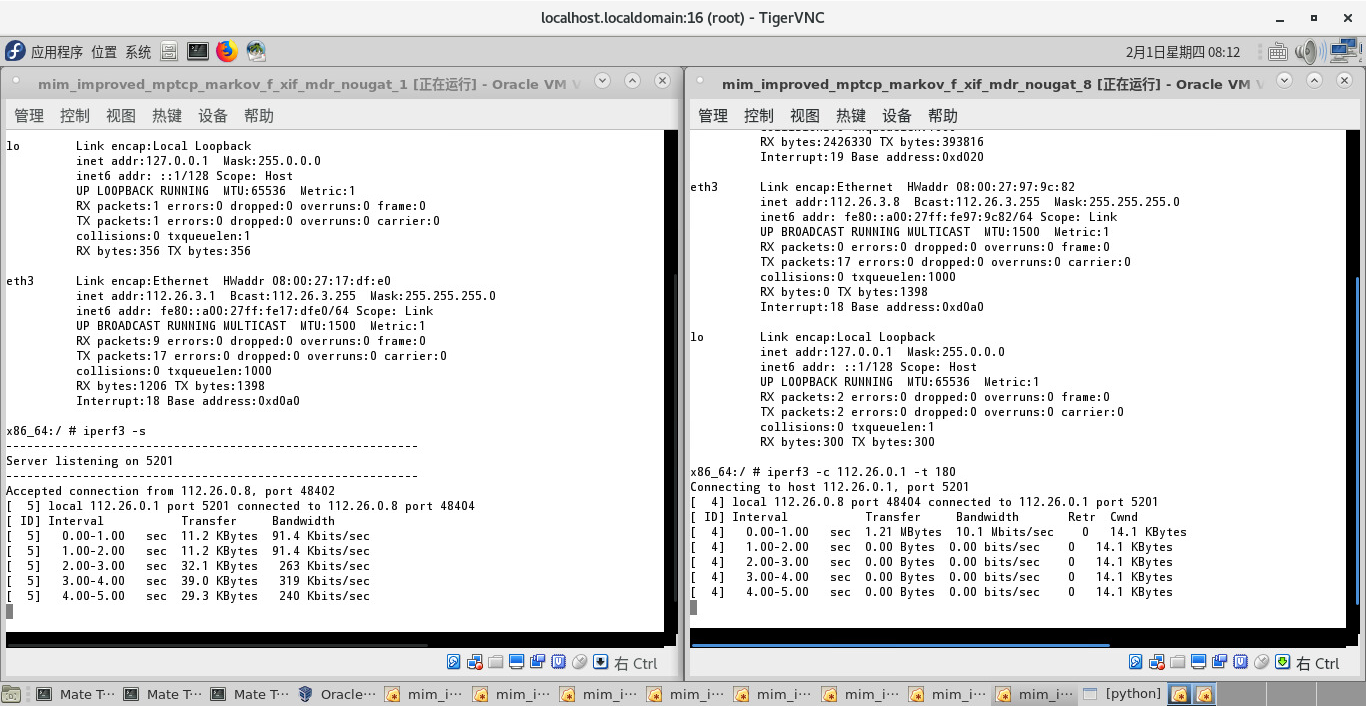 localhost.localdomain:16 (root) - TigerVNC
应用程序 位置 系统
2月1日星期四 08:12
mim_improved_mptcp_markov_f_xif_mdr_nougat_1 [正在运行] - Oracle VM V
管理 控制 视图 热键 设备 帮助
lo Link encap:Local Loopback
inet addr:127.0.0.1 Mask:255.0.0.0
inet6 addr: ::1/128 Scope: Host
UP LOOPBACK RUNNING MTU:65536 Metric:1
RX packets:1 errors:0 dropped:0 overruns:0 frame:0
TX packets:1 errors:0 dropped:0 overruns:0 carrier:0
collisions:0 txqueuelen:1
RX bytes:356 TX bytes:356
eth3 Link encap:Ethernet HWaddr 08:00:27:17:df:e0
inet addr:112.26.3.1 Bcast:112.26.3.255 Mask:255.255.255.0
inet6 addr: fe80::a00:27ff:fe17:dfe0/64 Scope: Link
UP BROADCAST RUNNING MULTICAST MTU:1500 Metric:1
RX packets:9 errors:0 dropped:0 overruns:0 frame:0
TX packets:17 errors:0 dropped:0 overruns:0 carrier:0
collisions:0 txqueuelen:1000
RX bytes:1206 TX bytes:1398
Interrupt:18 Base address:0xd0a0
x86_64:/ # iperf3 -s
-----------------------------------------------------------
Server listening on 5201
-----------------------------------------------------------
Accepted connection from 112.26.0.8, port 48402
[  5] local 112.26.0.1 port 5201 connected to 112.26.0.8 port 48404
[ ID] Interval Transfer Bandwidth
[  5] 0.00-1.00 sec 11.2 KBytes 91.4 Kbits/sec
[  5] 1.00-2.00 sec 11.2 KBytes 91.4 Kbits/sec
[  5] 2.00-3.00 sec 32.1 KBytes 263 Kbits/sec
[  5] 3.00-4.00 sec 39.0 KBytes 319 Kbits/sec
[  5] 4.00-5.00 sec 29.3 KBytes 240 Kbits/sec
右 Ctrl
mim_improved_mptcp_markov_f_xif_mdr_nougat_8 [正在运行] - Oracle VM V
管理 控制 视图 热键 设备 帮助
RX bytes:2426330 TX bytes:393816
Interrupt:19 Base address:0xd020
eth3 Link encap:Ethernet HWaddr 08:00:27:97:9c:82
inet addr:112.26.3.8 Bcast:112.26.3.255 Mask:255.255.255.0
inet6 addr: fe80::a00:27ff:fe97:9c82/64 Scope: Link
UP BROADCAST RUNNING MULTICAST MTU:1500 Metric:1
RX packets:0 errors:0 dropped:0 overruns:0 frame:0
TX packets:17 errors:0 dropped:0 overruns:0 carrier:0
collisions:0 txqueuelen:1000
RX bytes:0 TX bytes:1398
Interrupt:18 Base address:0xd0a0
lo Link encap:Local Loopback
inet addr:127.0.0.1 Mask:255.0.0.0
inet6 addr: ::1/128 Scope: Host
UP LOOPBACK RUNNING MTU:65536 Metric:1
RX packets:2 errors:0 dropped:0 overruns:0 frame:0
TX packets:2 errors:0 dropped:0 overruns:0 carrier:0
collisions:0 txqueuelen:1
RX bytes:300 TX bytes:300
x86_64:/ # iperf3 -c 112.26.0.1 -t 180
Connecting to host 112.26.0.1, port 5201
[  4] local 112.26.0.8 port 48404 connected to 112.26.0.1 port 5201
[ ID] Interval Transfer Bandwidth Retr Cwnd
[  4] 0.00-1.00 sec 1.21 MBytes 10.1 Mbits/sec 0 14.1 KBytes
[  4] 1.00-2.00 sec 0.00 Bytes 0.00 bits/sec 0 14.1 KBytes
[  4] 2.00-3.00 sec 0.00 Bytes 0.00 bits/sec 0 14.1 KBytes
[  4] 3.00-4.00 sec 0.00 Bytes 0.00 bits/sec 0 14.1 KBytes
[  4] 4.00-5.00 sec 0.00 Bytes 0.00 bits/sec 0 14.1 KBytes
右 Ctrl
Mate T… Mate T… Mate T… Oracle… mim_i… mim_i… mim_i… mim_i… mim_i… mim_i… mim_i… mim_i… [python]